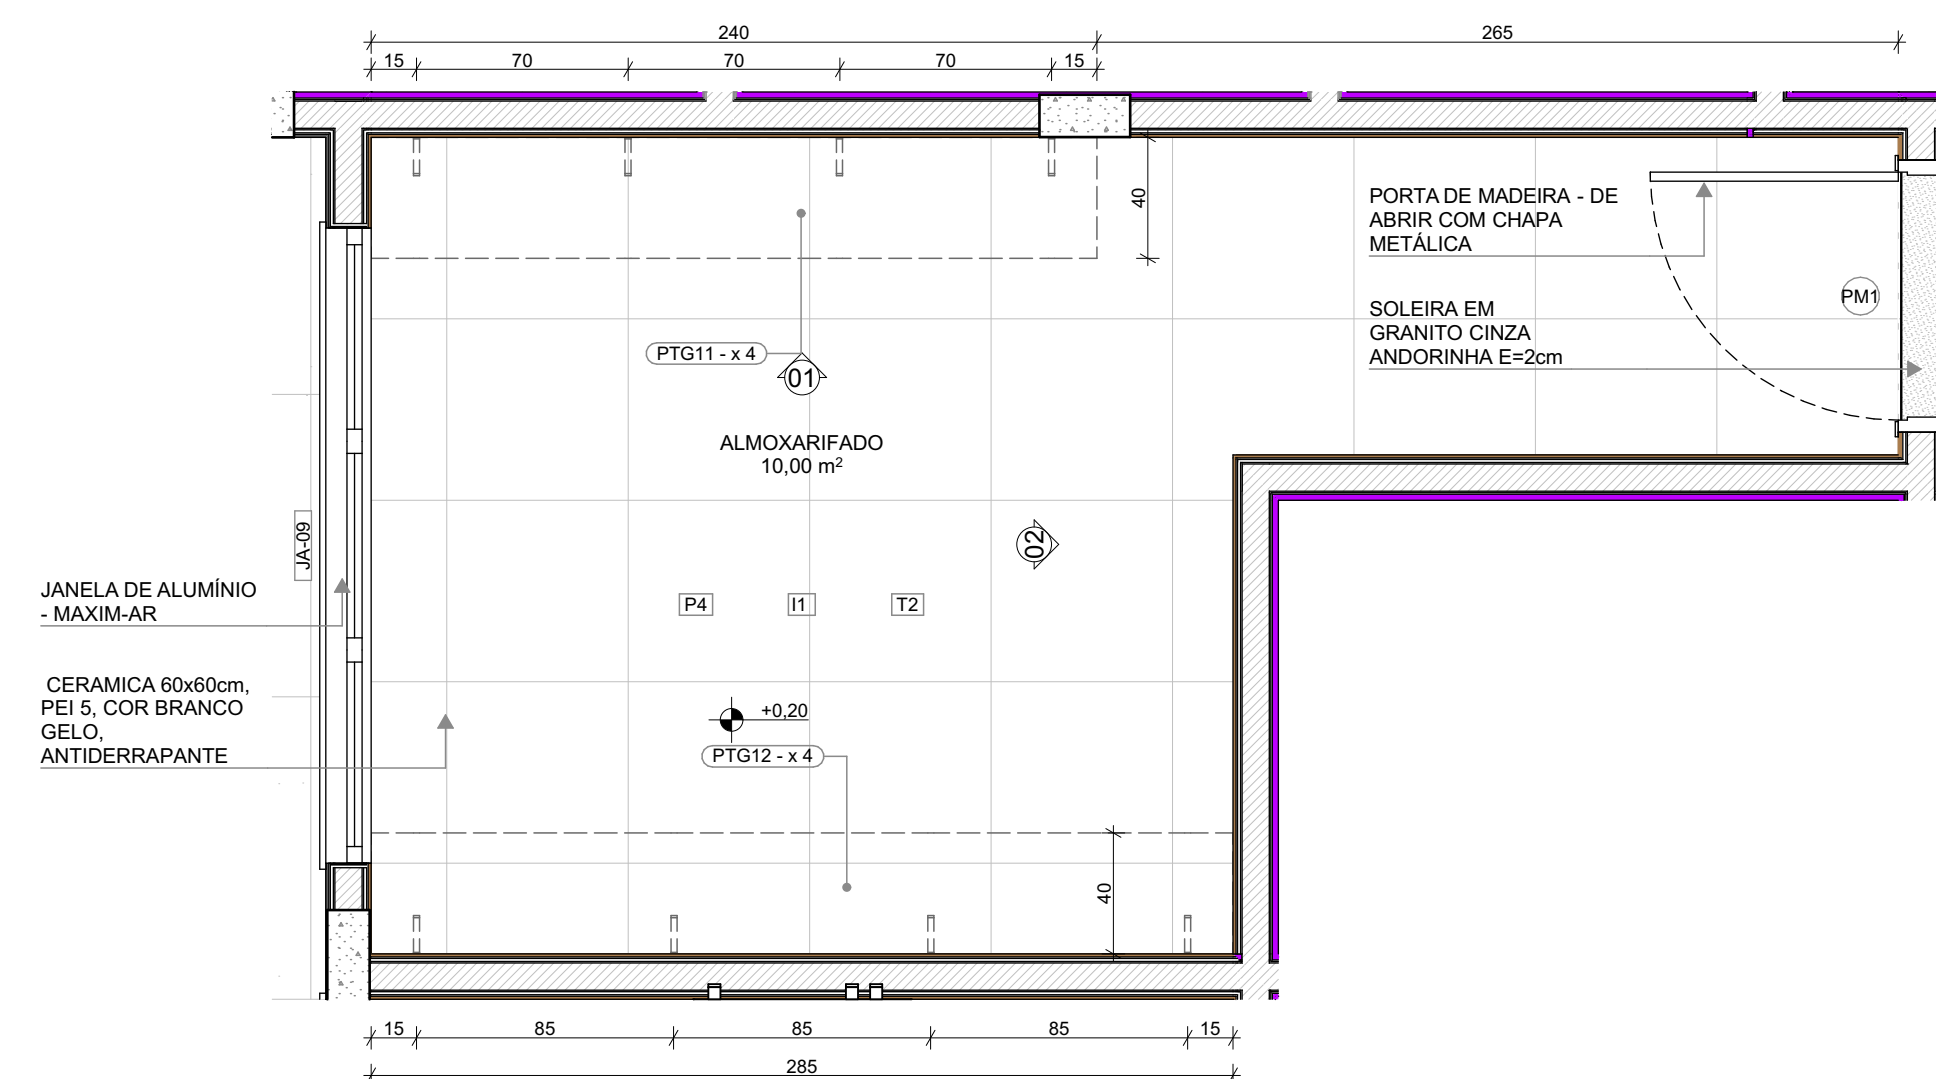 240
265
15
70
70
70
15
40
PORTA DE MADEIRA - DE
ABRIR COM CHAPA
METÁLICA
PM1
SOLEIRA EM
GRANITO CINZA
ANDORINHA E=2cm
PTG11 - x 4
01
ALMOXARIFADO
10,00 m²
JA-09
02
JANELA DE ALUMÍNIO
- MAXIM-AR
P4
I1
T2
CERAMICA 60x60cm,
PEI 5, COR BRANCO
GELO,
ANTIDERRAPANTE
+0,20
PTG12 - x 4
40
15
85
85
85
15
285